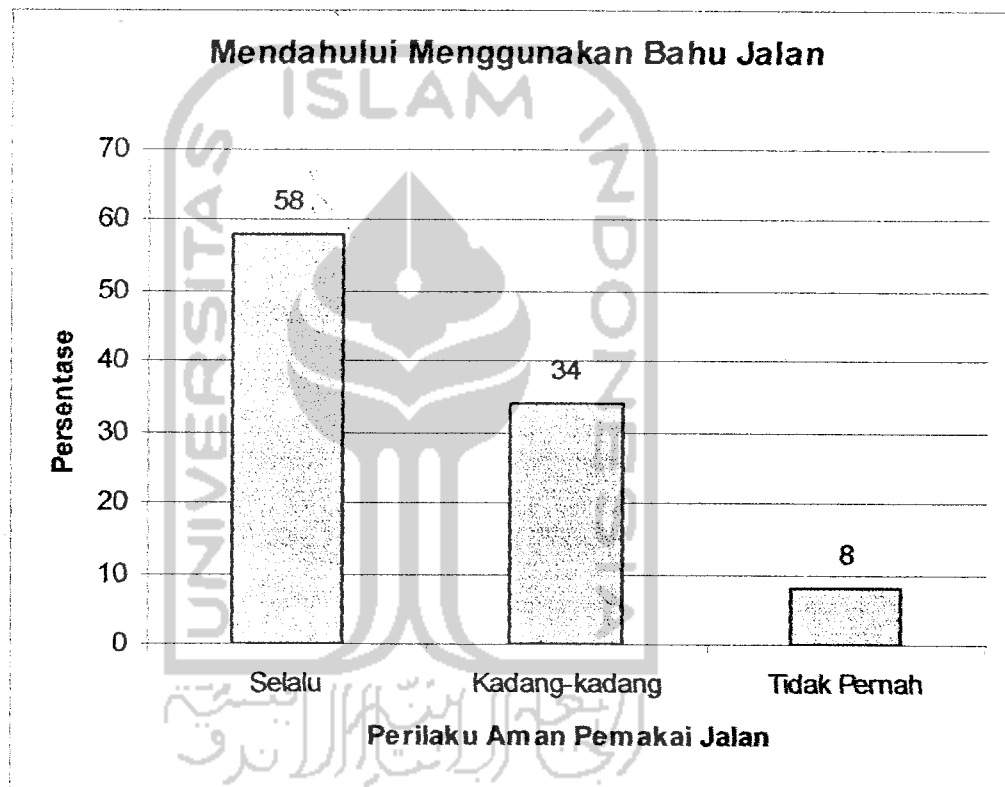 Mendahului Menggunakan Bahu Jalan
ISLAM
UNIVERSITAS
INDONESIA
Persentase
70
60
50
40
30
20
10
0
58
34
8
Selalu
Kadang-kadang
Tidak Pernah
Perilaku Aman Pemakai Jalan